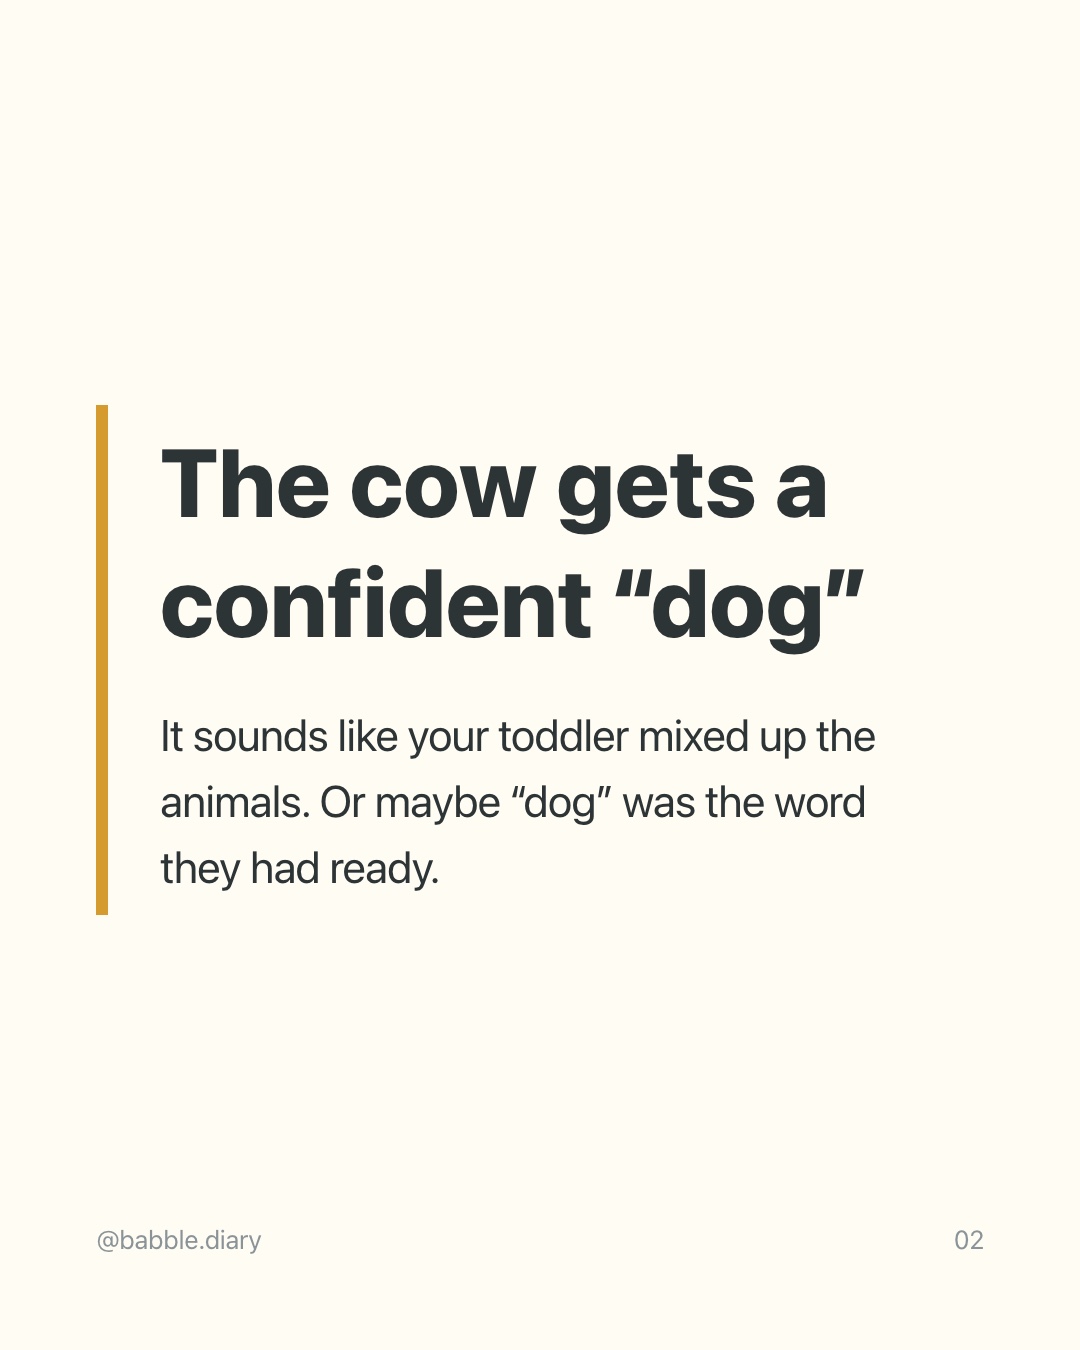 The cow gets a
confident “dog”
It sounds like your toddler mixed up the
animals. Or maybe “dog” was the word
they had ready.
@babble.diary
02